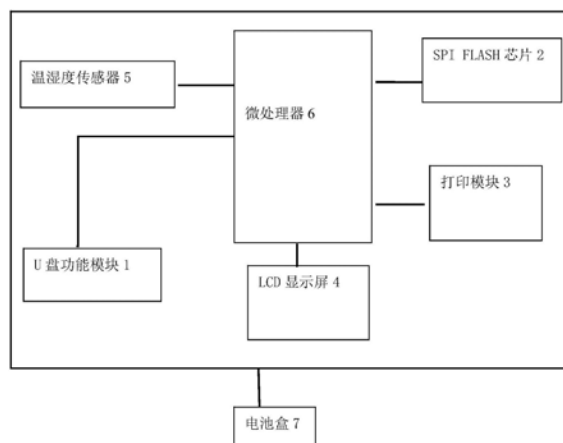 SPI FLASH 芯片 2
温湿度传感器 5
微处理器 6
打印模块 3
U 盘功能模块 1
LCD 显示屏 4
电池盒 7